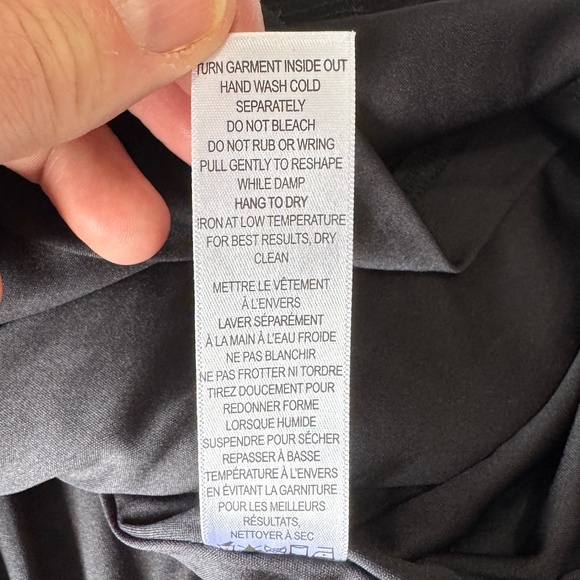 TURN GARMENT INSIDE OUT
HAND WASH COLD
SEPARATELY
DO NOT BLEACH
DO NOT RUB OR WRING
PULL GENTLY TO RESHAPE
WHILE DAMP
HANG TO DRY
IRON AT LOW TEMPERATURE
FOR BEST RESULTS, DRY
CLEAN
METTRE LE VÊTEMENT
À L'ENVERS
LAVER SÉPARÉMENT
À LA MAIN À L'EAU FROIDE
NE PAS BLANCHIR
NE PAS FROTTER NI TORDRE
TIREZ DOUCEMENT POUR
REDONNER FORME
LORSQUE HUMIDE
SUSPENDRE POUR SÉCHER
REPASSER À BASSE
TEMPÉRATURE À L'ENVERS
EN ÉVITANT LA GARNITURE
POUR LES MEILLEURS
RÉSULTATS,
NETTOYER À SEC